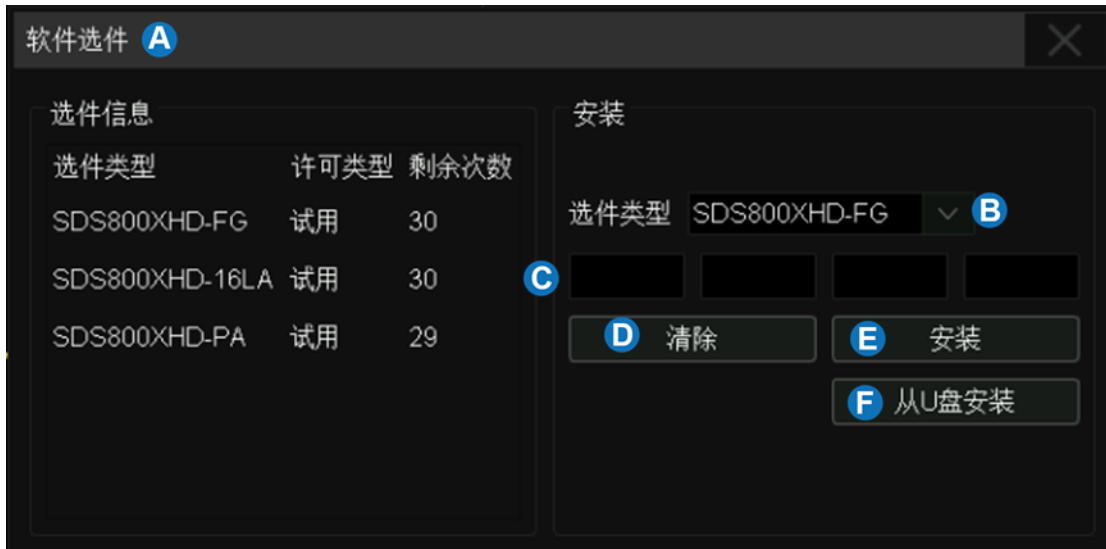 软件选件 A
选件信息
选件类型 许可类型 剩余次数
SDS800XHD-FG 试用 30
SDS800XHD-16LA 试用 30
SDS800XHD-PA 试用 29
安装
选件类型 SDS800XHD-FG B
C
D 清除 E 安装
F 从U盘安装